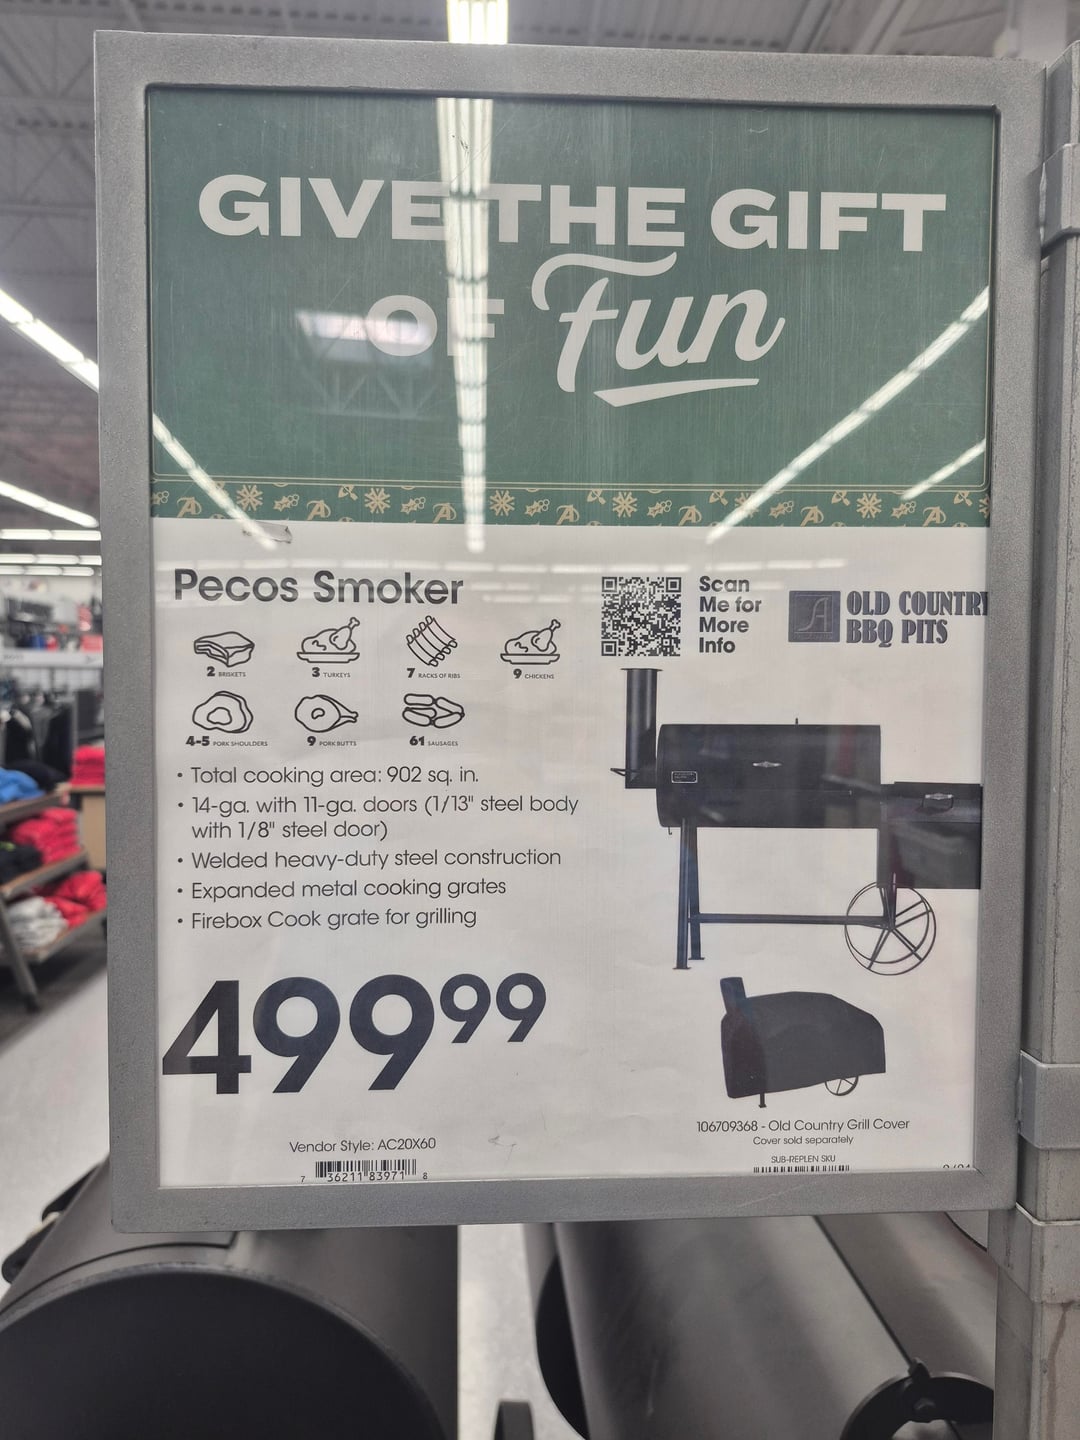 GIVE THE GIFT
OF Fun
Pecos Smoker
2 BRISKETS
3 TURKEYS
7 RACKS OF RIBS
9 CHICKENS
4-5 PORK SHOULDERS
9 PORK BUTTS
61 SAUSAGES
Scan
Me for
More
Info
OLD COUNTRY
BBQ PITS
• Total cooking area: 902 sq. in.
• 14-ga. with 11-ga. doors (1/13" steel body
with 1/8" steel door)
• Welded heavy-duty steel construction
• Expanded metal cooking grates
• Firebox Cook grate for grilling
499 99
Vendor Style: AC20X60
7 36211 83971 8
106709368 - Old Country Grill Cover
Cover sold separately
SUB-REPLEN SKU